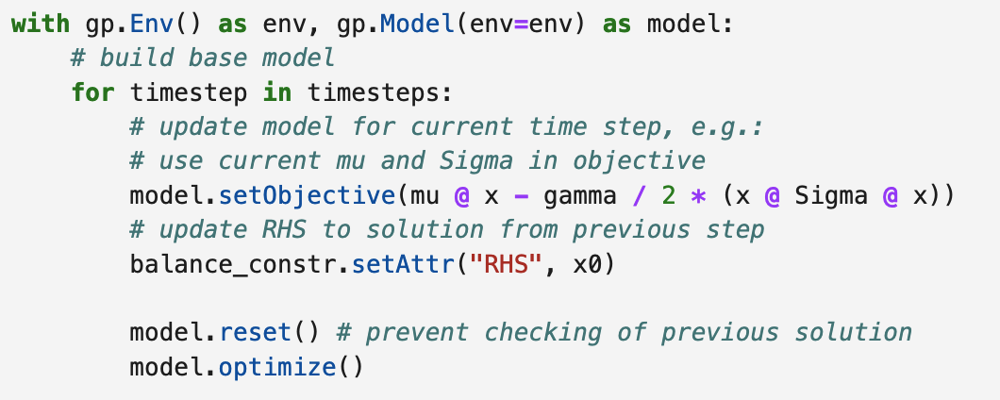 with gp.Env() as env, gp.Model(env=env) as model:
    # build base model
    for timestep in timesteps:
        # update model for current time step, e.g.:
        # use current mu and Sigma in objective
        model.setObjective(mu @ x - gamma / 2 * (x @ Sigma @ x))
        # update RHS to solution from previous step
        balance_constr.setAttr("RHS", x0)

        model.reset() # prevent checking of previous solution
        model.optimize()